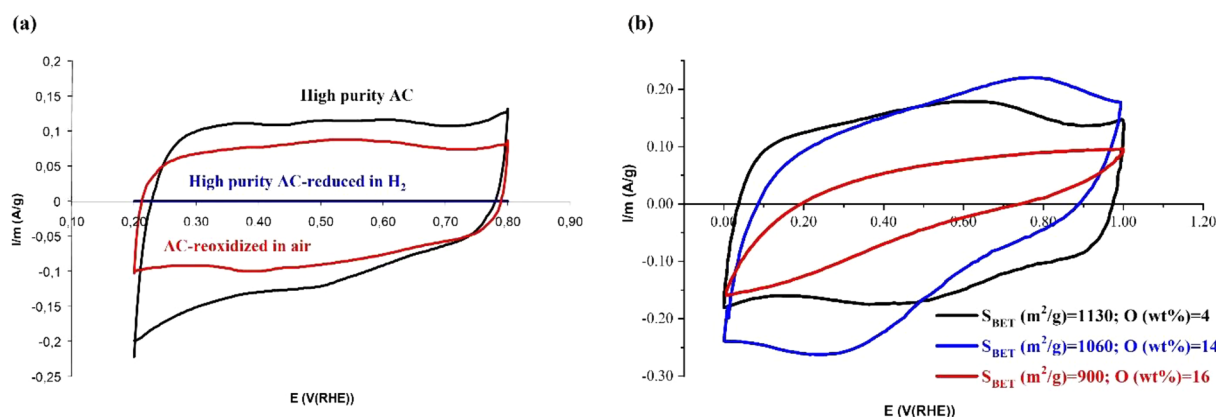 (a)
I/m (A/g)
0,2
0,15
0,1
0,05
0
-0,05
-0,1
-0,15
-0,2
-0,25
0,10
0,20
0,30
0,40
0,50
0,60
0,70
0,80
0,90
High purity AC
High purity AC-reduced in H2
AC-reoxidized in air
E (V(RHE))
(b)
I/m (A/g)
0.20
0.10
0.00
-0.10
-0.20
-0.30
0.00
0.20
0.40
0.60
0.80
1.00
1.20
SBET (m²/g)=1130; O (wt%)=4
SBET (m²/g)=1060; O (wt%)=14
SBET (m²/g)=900; O (wt%)=16
E (V(RHE))